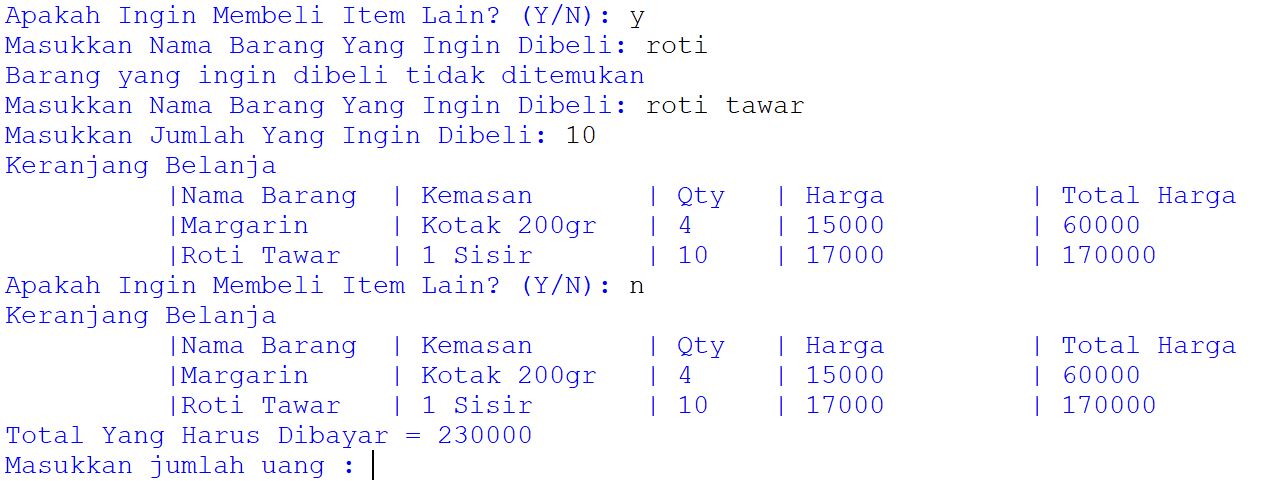 Apakah Ingin Membeli Item Lain? (Y/N): y
Masukkan Nama Barang Yang Ingin Dibeli: roti
Barang yang ingin dibeli tidak ditemukan
Masukkan Nama Barang Yang Ingin Dibeli: roti tawar
Masukkan Jumlah Yang Ingin Dibeli: 10
Keranjang Belanja
|Nama Barang | Kemasan | Qty | Harga | Total Harga
|Margarin | Kotak 200gr | 4 | 15000 | 60000
|Roti Tawar | 1 Sisir | 10 | 17000 | 170000
Apakah Ingin Membeli Item Lain? (Y/N): n
Keranjang Belanja
|Nama Barang | Kemasan | Qty | Harga | Total Harga
|Margarin | Kotak 200gr | 4 | 15000 | 60000
|Roti Tawar | 1 Sisir | 10 | 17000 | 170000
Total Yang Harus Dibayar = 230000
Masukkan jumlah uang :